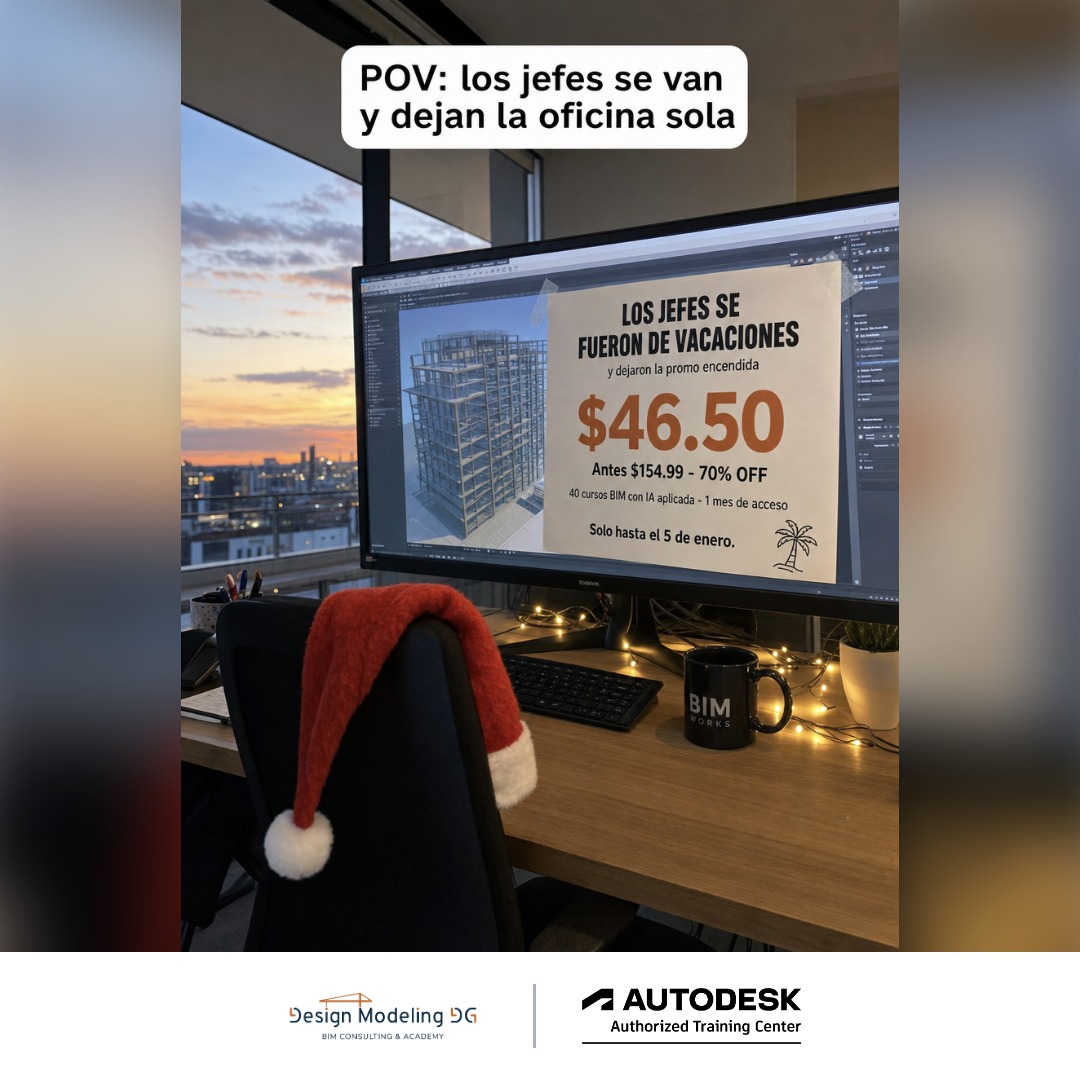 POV: los jefes se van
y dejan la oficina sola
LOS JEFES SE
FUERON DE VACACIONES
y dejaron la promo encendida
$46.50
Antes $154.99 - 70% OFF
40 cursos BIM con IA aplicada - 1 mes de acceso
Solo hasta el 5 de enero.
BIM
WORKS
Design Modeling DG
BIM CONSULTING & ACADEMY
AUTODESK
Authorized Training Center